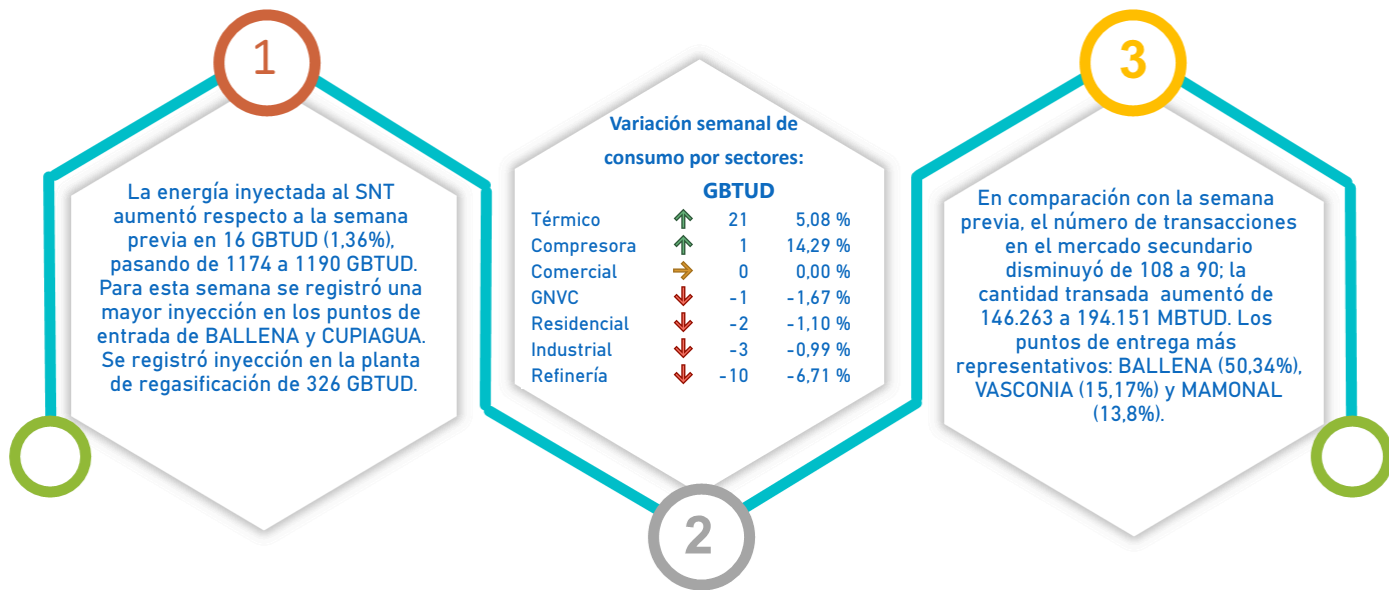 1
La energía inyectada al SNT
aumentó respecto a la semana
previa en 16 GBTUD (1,36%),
pasando de 1174 a 1190 GBTUD.
Para esta semana se registró una
mayor inyección en los puntos de
entrada de BALLENA y CUPIAGUA.
Se registró inyección en la planta
de regasificación de 326 GBTUD.
Variación semanal de
consumo por sectores:
GBTUD
Térmico 21 5,08 %
Compresora 1 14,29 %
Comercial 0 0,00 %
GNVC -1 -1,67 %
Residencial -2 -1,10 %
Industrial -3 -0,99 %
Refinería -10 -6,71 %
2
3
En comparación con la semana
previa, el número de transacciones
en el mercado secundario
disminuyó de 108 a 90; la
cantidad transada aumentó de
146.263 a 194.151 MBTUD. Los
puntos de entrega más
representativos: BALLENA (50,34%),
VASCONIA (15,17%) y MAMONAL
(13,8%).